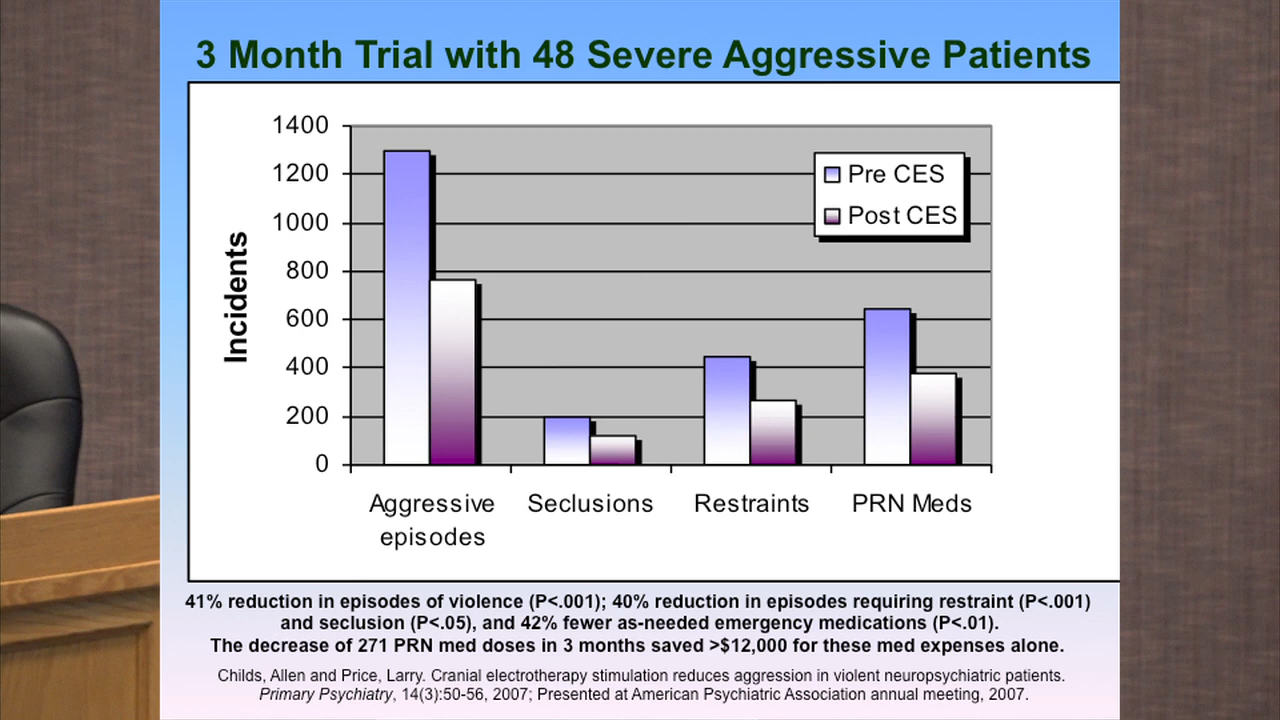 3 Month Trial with 48 Severe Aggressive Patients
1400
1200
1000
800
600
400
200
0
Incidents
Pre CES
Post CES
Aggressive
episodes
Seclusions
Restraints
PRN Meds
41% reduction in episodes of violence (P<.001); 40% reduction in episodes requiring restraint (P<.001)
and seclusion (P<.05), and 42% fewer as-needed emergency medications (P<.01).
The decrease of 271 PRN med doses in 3 months saved >$12,000 for these med expenses alone.
Childs, Allen and Price, Larry. Cranial electrotherapy stimulation reduces aggression in violent neuropsychiatric patients.
Primary Psychiatry, 14(3):50-56, 2007; Presented at American Psychiatric Association annual meeting, 2007.